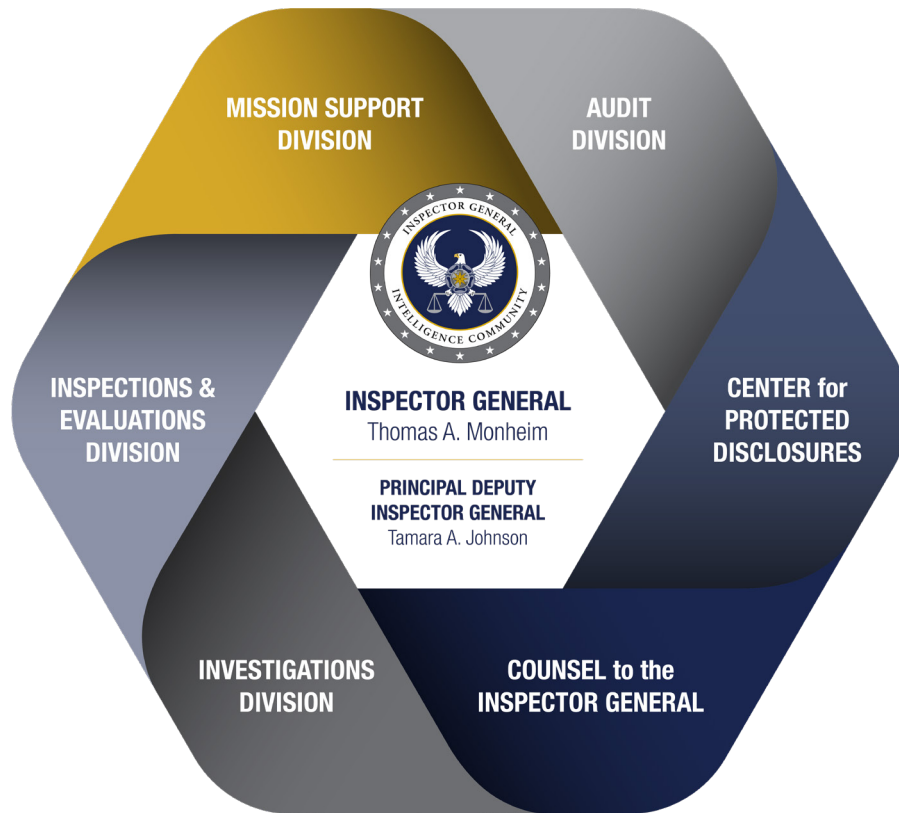 MISSION SUPPORT
DIVISION
AUDIT
DIVISION
INSPECTOR GENERAL
INTELLIGENCE COMMUNITY
INSPECTIONS &
EVALUATIONS
DIVISION
INSPECTOR GENERAL
Thomas A. Monheim
PRINCIPAL DEPUTY
INSPECTOR GENERAL
Tamara A. Johnson
CENTER for
PROTECTED
DISCLOSURES
INVESTIGATIONS
DIVISION
COUNSEL to the
INSPECTOR GENERAL